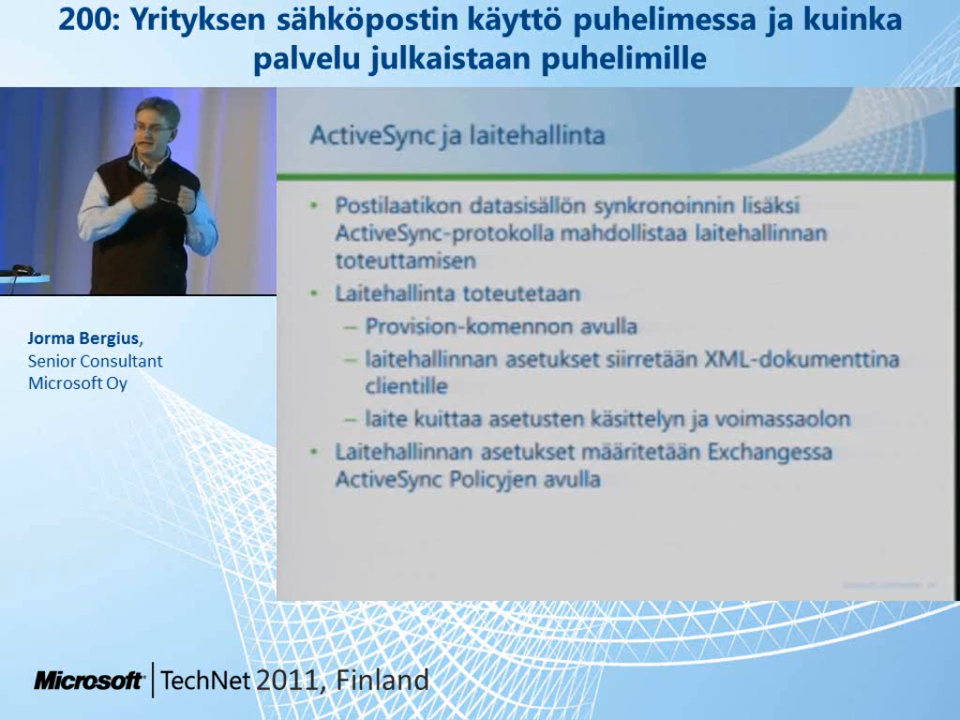 200: Yrityksen sähköpostin käyttö puhelimessa ja kuinka
palvelu julkaistaan puhelimille
ActiveSync ja laitehallinta
• Postilaatikon datasisällön synkronoinnin lisäksi
ActiveSync-protokolla mahdollistaa laitehallinnan
toteuttamisen
• Laitehallinta toteutetaan
– Provision-komennon avulla
– laitehallinnan asetukset siirretään XML-dokumenttina
clientille
– laite kuittaa asetusten käsittelyn ja voimassaolon
• Laitehallinnan asetukset määritetään Exchangessa
ActiveSync Policyjen avulla
Jorma Bergius,
Senior Consultant
Microsoft Oy
Microsoft | TechNet 2011, Finland